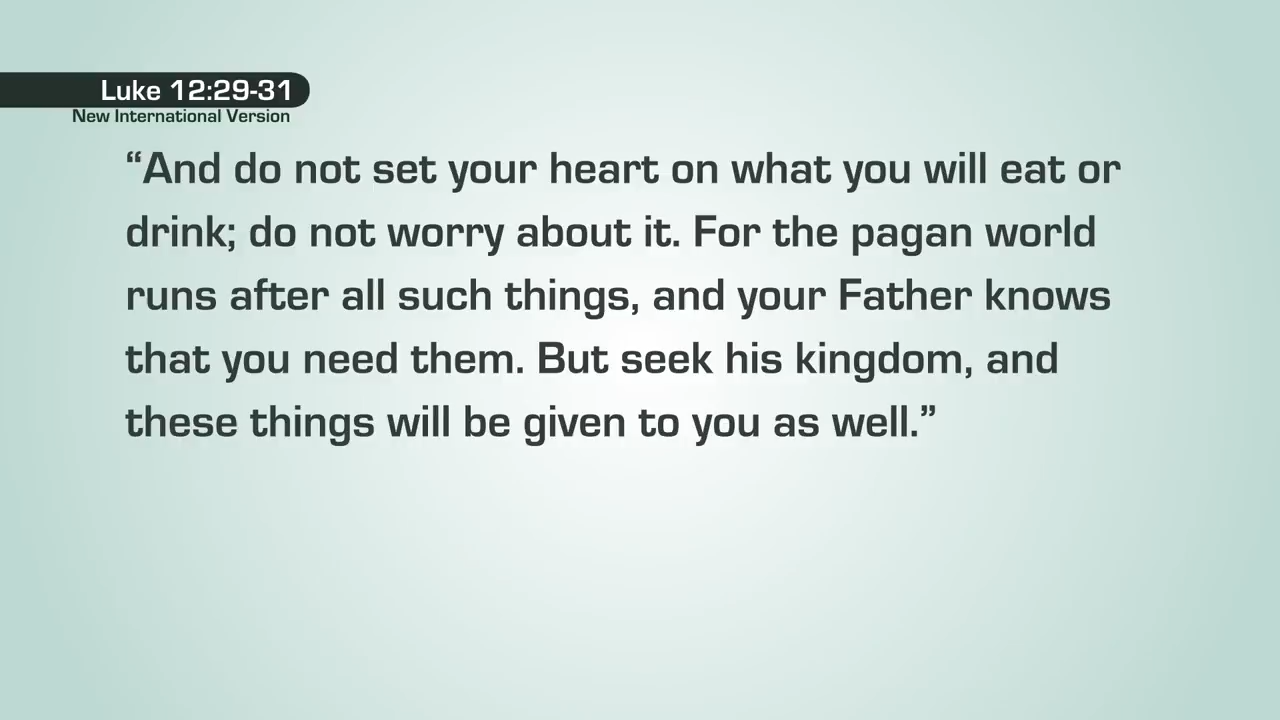 Luke 12:29-31
New International Version
“And do not set your heart on what you will eat or
drink; do not worry about it. For the pagan world
runs after all such things, and your Father knows
that you need them. But seek his kingdom, and
these things will be given to you as well.”